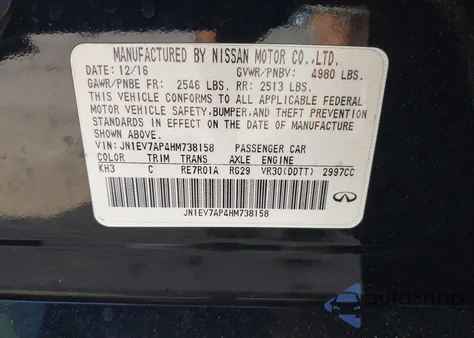 MANUFACTURED BY NISSAN MOTOR CO.,LTD.
DATE: 12/16 GVWR/PNBV: 4980 LBS.
GAWR/PNBE FR: 2546 LBS. RR: 2513 LBS.
THIS VEHICLE CONFORMS TO ALL APPLICABLE FEDERAL
MOTOR VEHICLE SAFETY,BUMPER,AND THEFT PREVENTION
STANDARDS IN EFFECT ON THE DATE OF MANUFACTURE
SHOWN ABOVE.
VIN: JN1EV7AP4HM738158 PASSENGER CAR
COLOR TRIM TRANS AXLE ENGINE
KH3 C RE7R01A RG29 VR30(DDTT) 2997CC
JN1EV7AP4HM738158
autoSnap